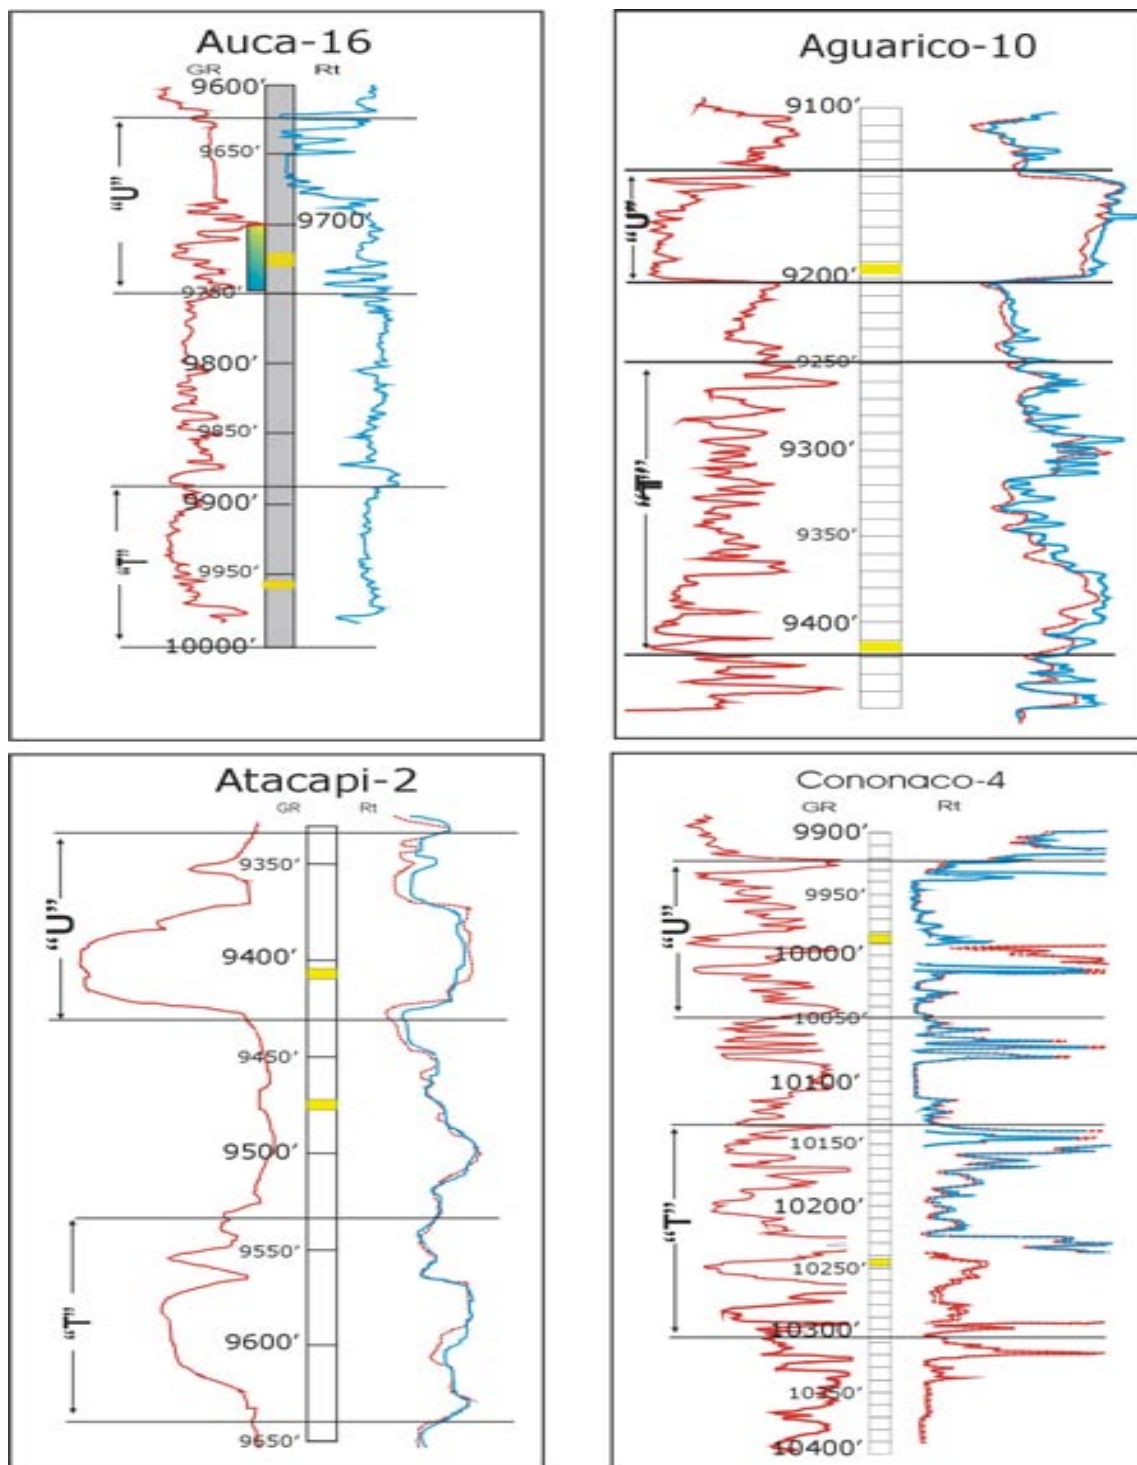 Auca-16
GR Rt
9600’
9650’
“U”
9700’
9750’
9800’
9850’
9900’
“T”
9950’
10000’
Aguarico-10
9100’
“U”
9200’
9250’
9300’
“T”
9350’
9400’
Atacapi-2
GR Rt
9350’
“U”
9400’
9450’
9500’
9550’
“T”
9600’
9650’
Cononaco-4
GR Rt
9900’
9950’
“U”
10000’
10050’
10100’
10150’
10200’
“T”
10250’
10300’
10350’
10400’